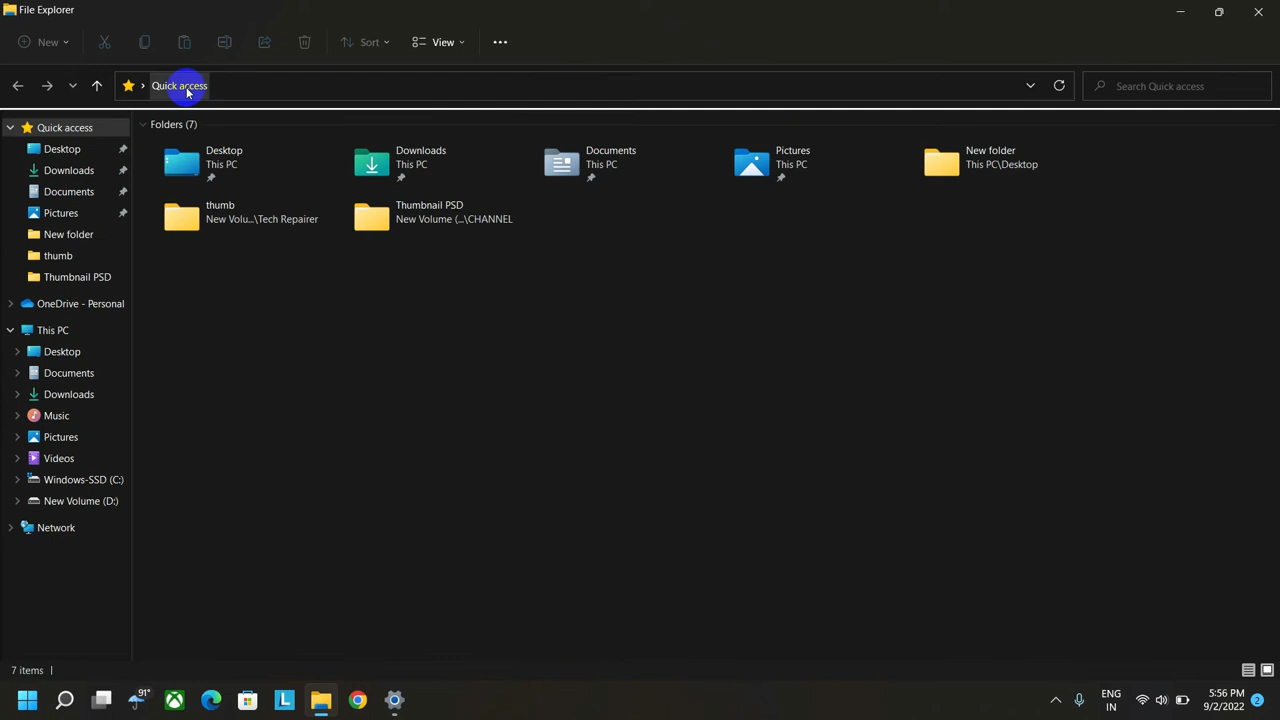 File Explorer
New
Sort
View
Quick access
Search Quick access
Quick access
Desktop
Downloads
Documents
Pictures
New folder
thumb
Thumbnail PSD
OneDrive - Personal
This PC
Desktop
Documents
Downloads
Music
Pictures
Videos
Windows-SSD (C:)
New Volume (D:)
Network
Folders (7)
Desktop
This PC
Downloads
This PC
Documents
This PC
Pictures
This PC
New folder
This PC\Desktop
thumb
New Volu...\Tech Repairer
Thumbnail PSD
New Volume (...\CHANNEL
7 items
91°
L
ENG
IN
5:56 PM
9/2/2022
2